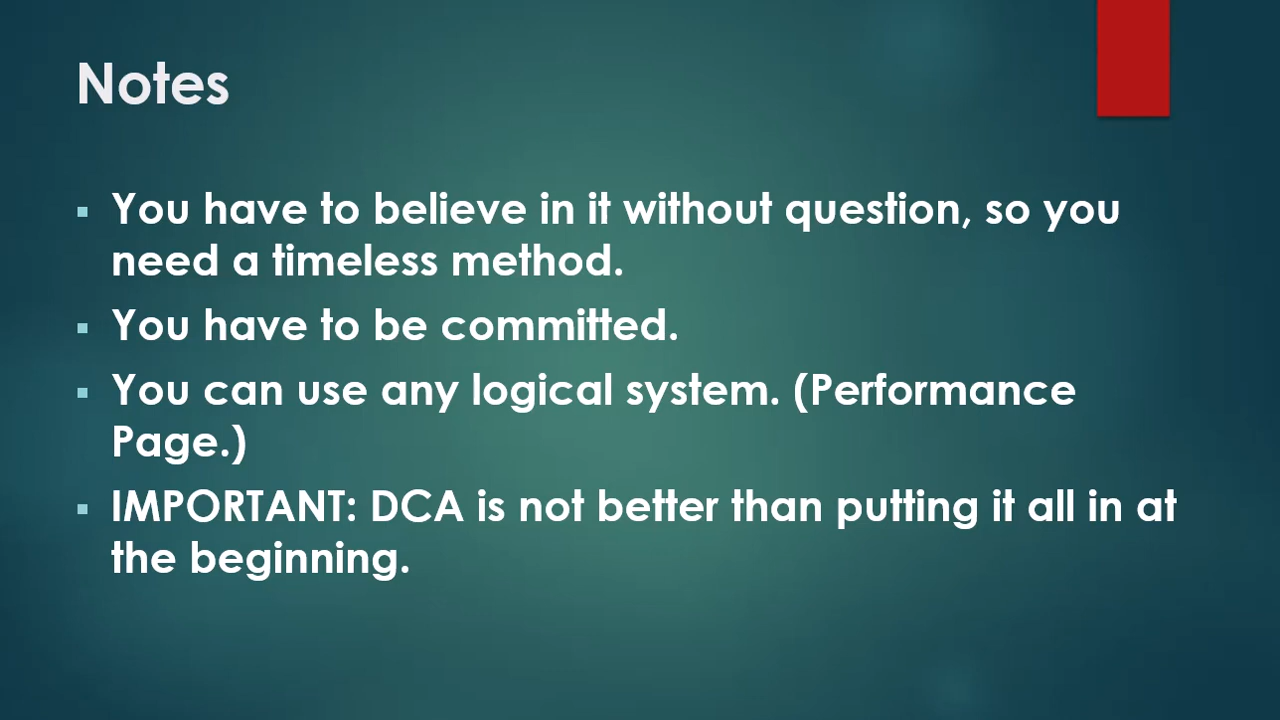 Notes
You have to believe in it without question, so you
need a timeless method.
You have to be committed.
You can use any logical system. (Performance
Page.)
IMPORTANT: DCA is not better than putting it all in at
the beginning.